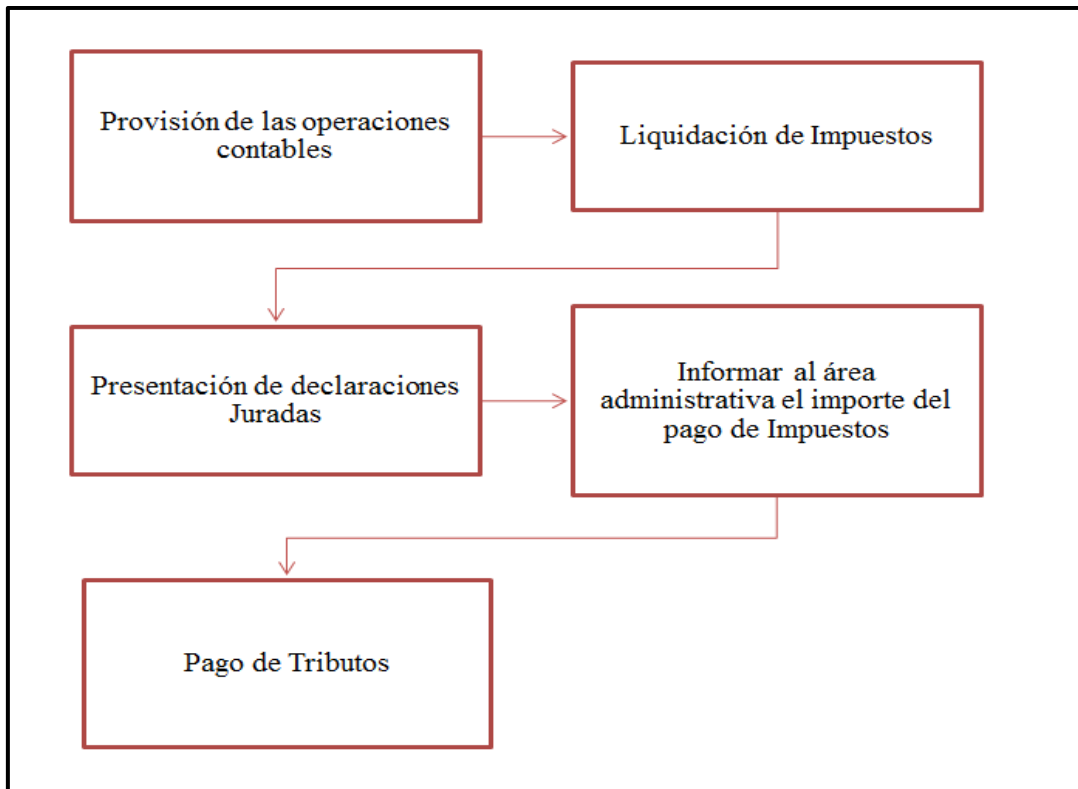 Provisión de las operaciones
contables
Liquidación de Impuestos
Presentación de declaraciones
Juradas
Informar al área
administrativa el importe del
pago de Impuestos
Pago de Tributos